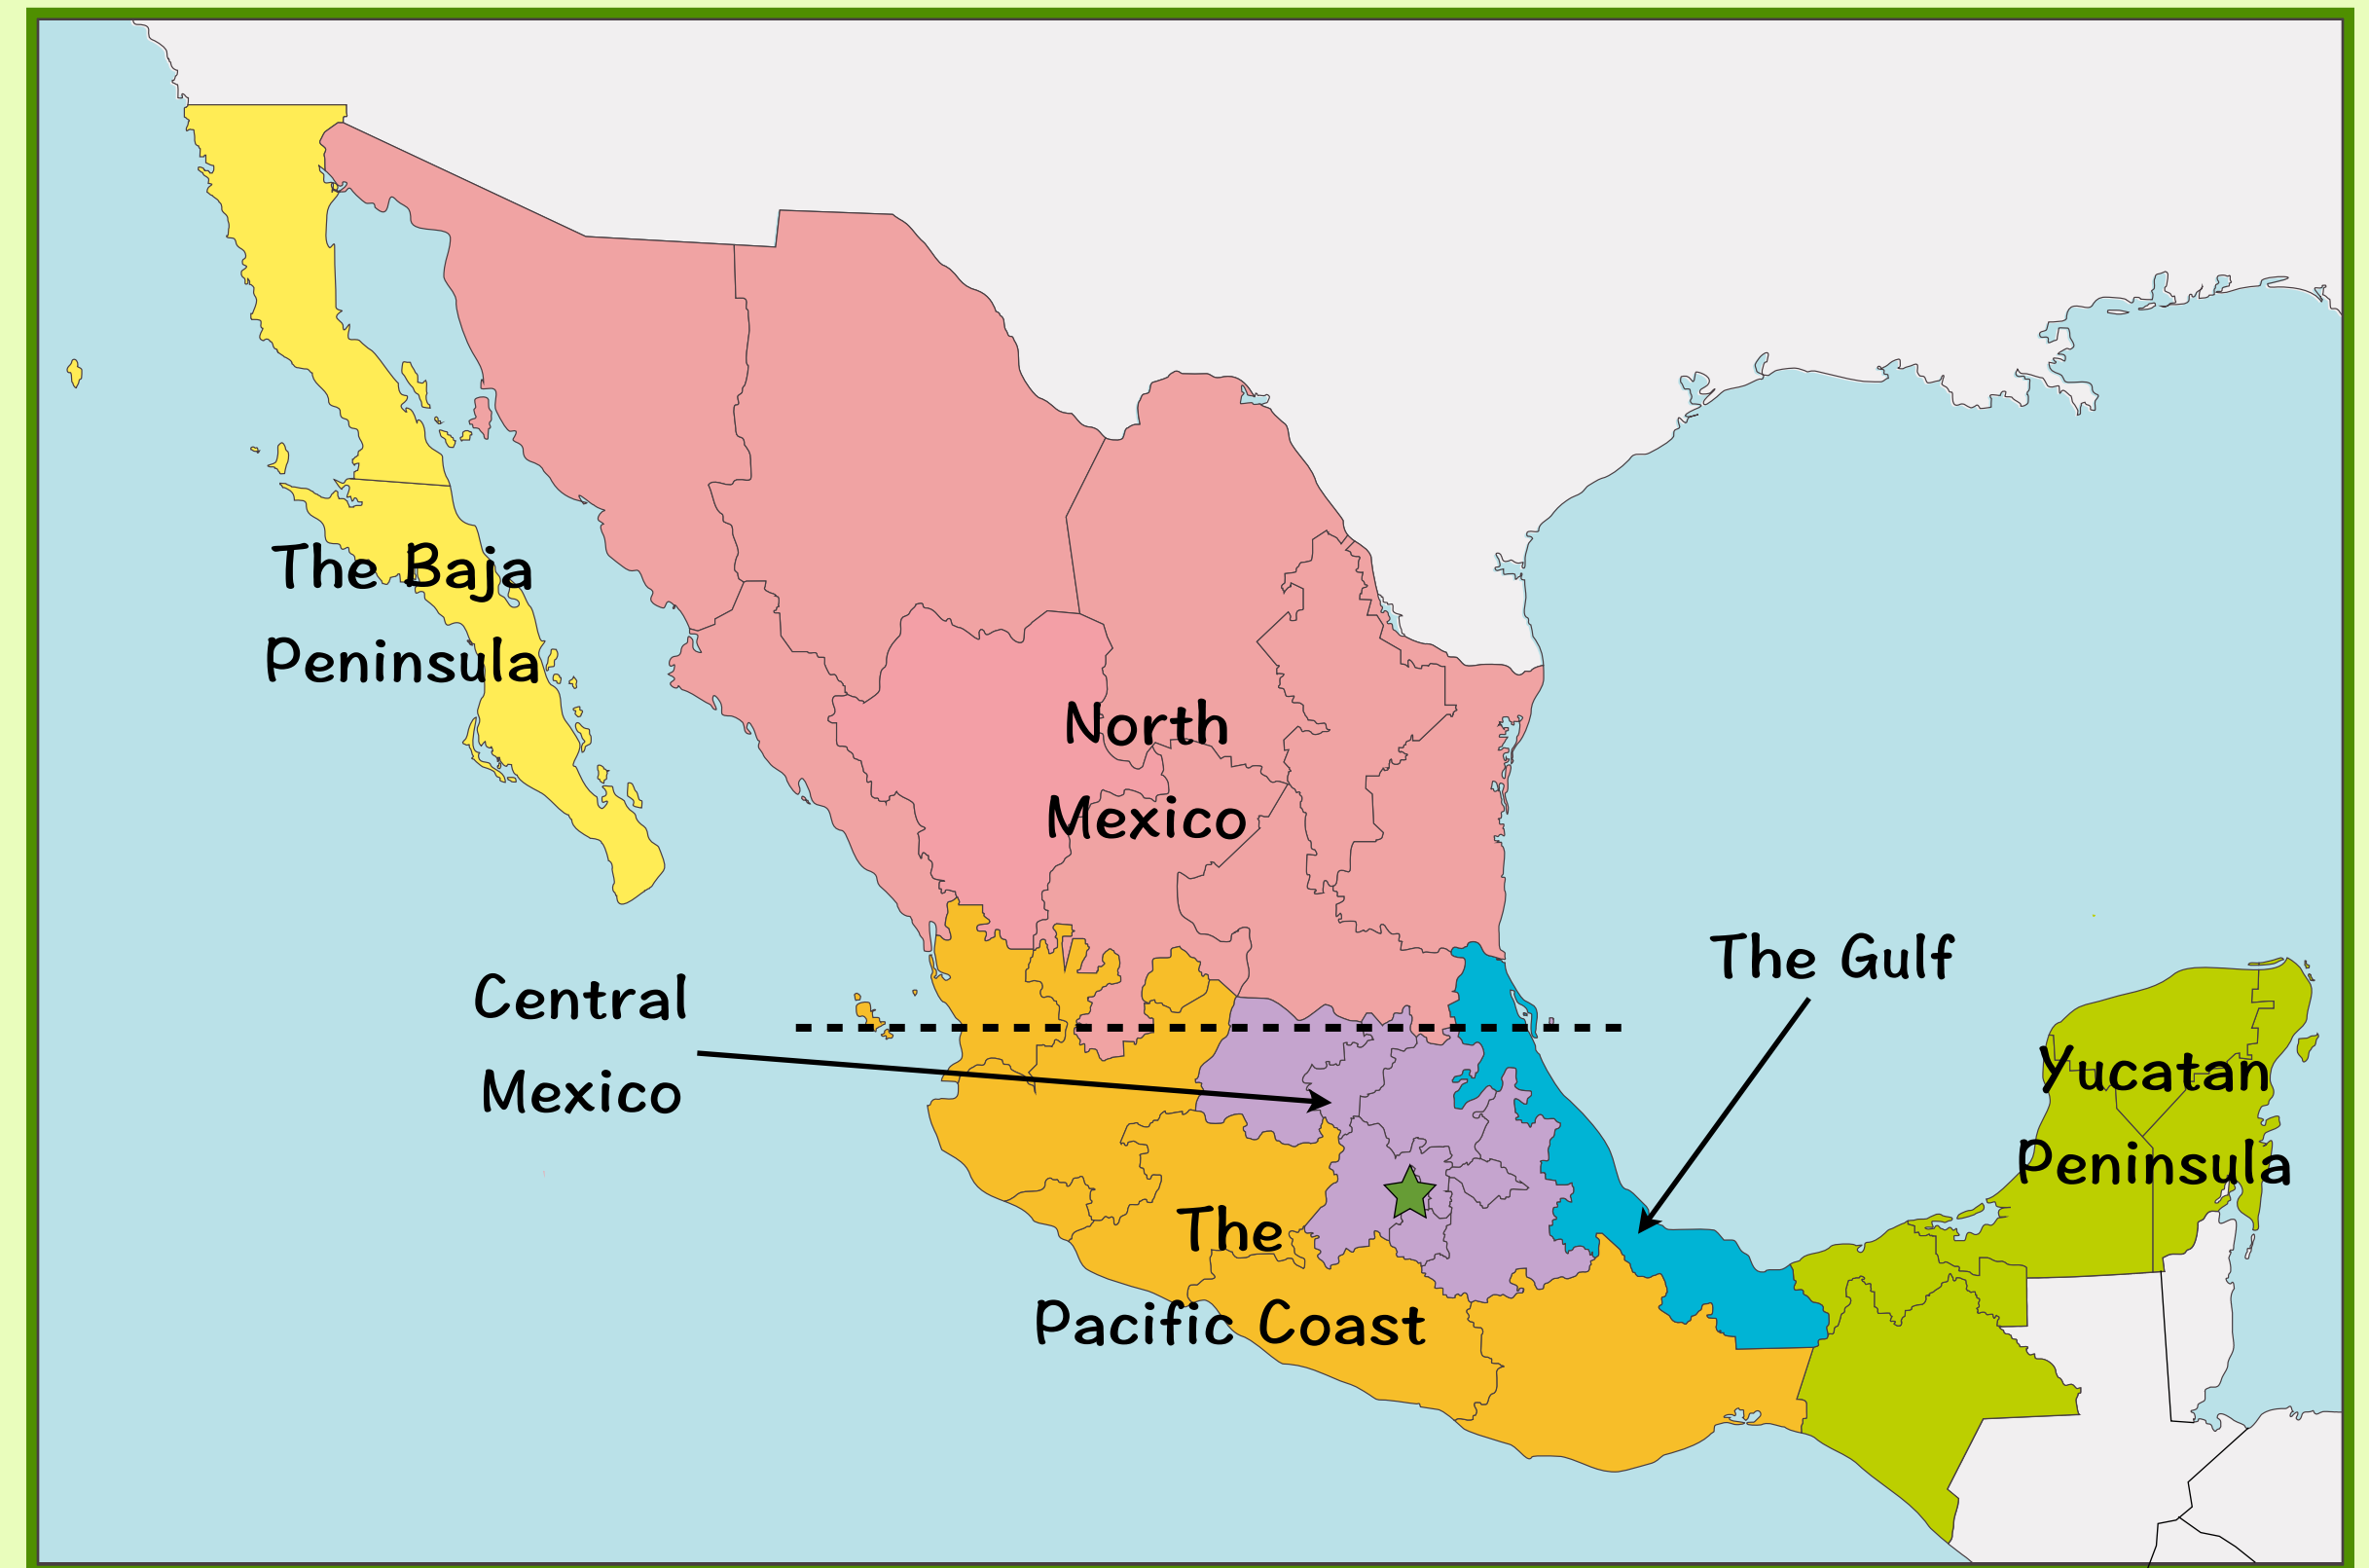 The Baja
Peninsula
North
Mexico
Central
Mexico
The Gulf
Yucatan
Peninsula
The
Pacific Coast